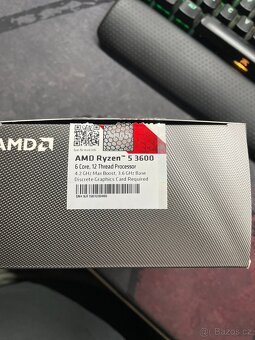 AMD
AMD Ryzen™ 5 3600
6 Core, 12 Thread Processor
4.2 GHz Max Boost, 3.6 GHz Base
Discrete Graphics Card Required
Bazoš.cz